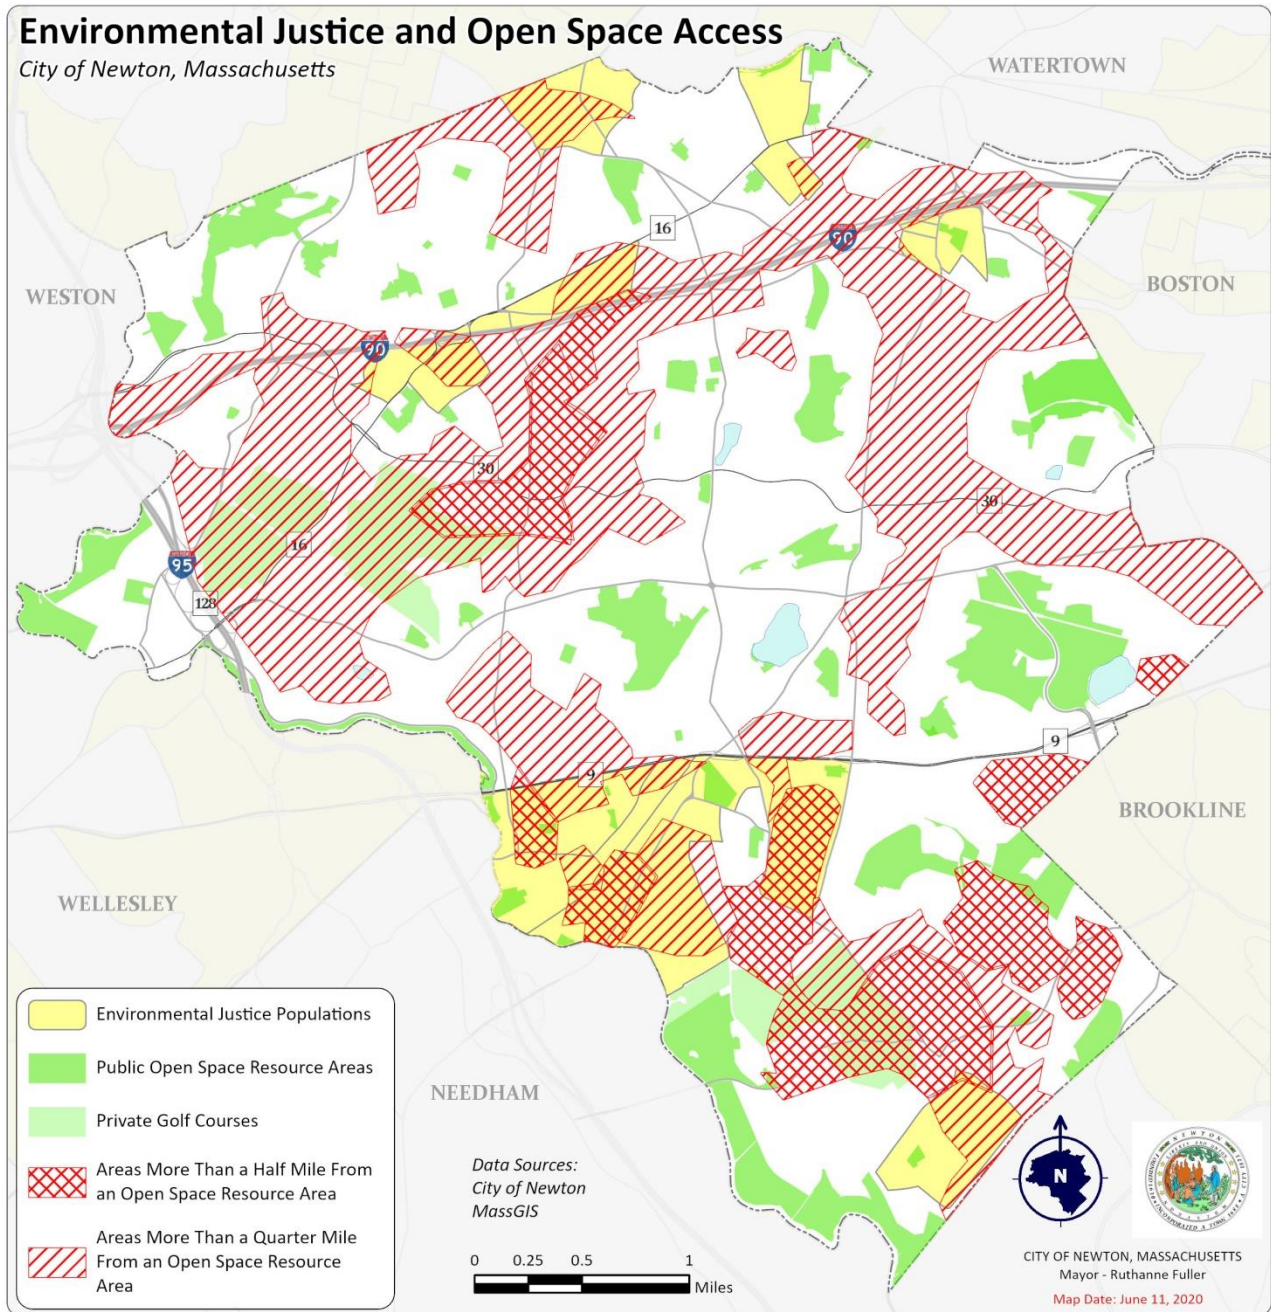 Environmental Justice and Open Space Access
City of Newton, Massachusetts
WATERTOWN
16
90
WESTON
BOSTON
90
30
30
16
95
128
9
9
BROOKLINE
WELLESLEY
NEEDHAM
Environmental Justice Populations
Public Open Space Resource Areas
Private Golf Courses
Areas More Than a Half Mile From
an Open Space Resource Area
Areas More Than a Quarter Mile
From an Open Space Resource
Area
Data Sources:
City of Newton
MassGIS
0 0.25 0.5 1
Miles
N
CITY OF NEWTON, MASSACHUSETTS
Mayor - Ruthanne Fuller
Map Date: June 11, 2020